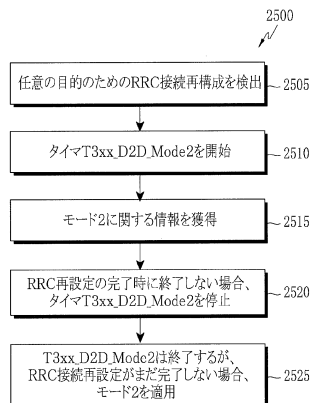 2500
任意の目的のためのRRC接続再構成を検出
2505
タイマT3xx_D2D_Mode2を開始
2510
モード2に関する情報を獲得
2515
RRC再設定の完了時に終了しない場合、
タイマT3xx_D2D_Mode2を停止
2520
T3xx_D2D_Mode2は終了するが、
RRC接続再設定がまだ完了しない場合、
モード2を適用
2525